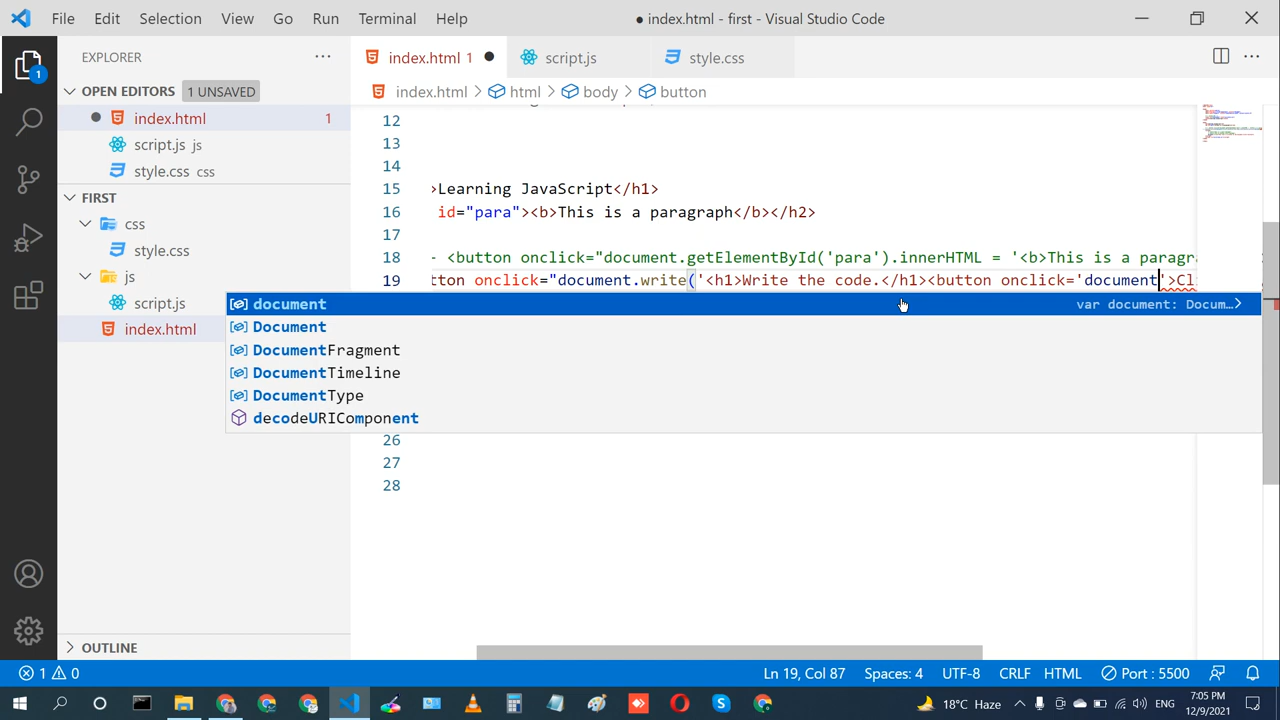 File Edit Selection View Go Run Terminal Help ● index.html - first - Visual Studio Code
EXPLORER ···
index.html 1 ● script.js style.css
OPEN EDITORS 1 UNSAVED
index.html > html > body > button
index.html 1
script.js js
style.css css
FIRST
css
style.css
js
script.js
index.html
12
13
14
15 >Learning JavaScript</h1>
16 id="para"><b>This is a paragraph</b></h2>
17
18 - <button onclick="document.getElementById('para').innerHTML = '<b>This is a paragra
19 tton onclick="document.write('<h1>Write the code.</h1><button onclick='document'>Cl
document var document: Docum…
Document
DocumentFragment
DocumentTimeline
DocumentType
decodeURIComponent
26
27
28
1
OUTLINE
1 0 Ln 19, Col 87 Spaces: 4 UTF-8 CRLF HTML Port : 5500
18°C Haze ENG 7:05 PM
12/9/2021